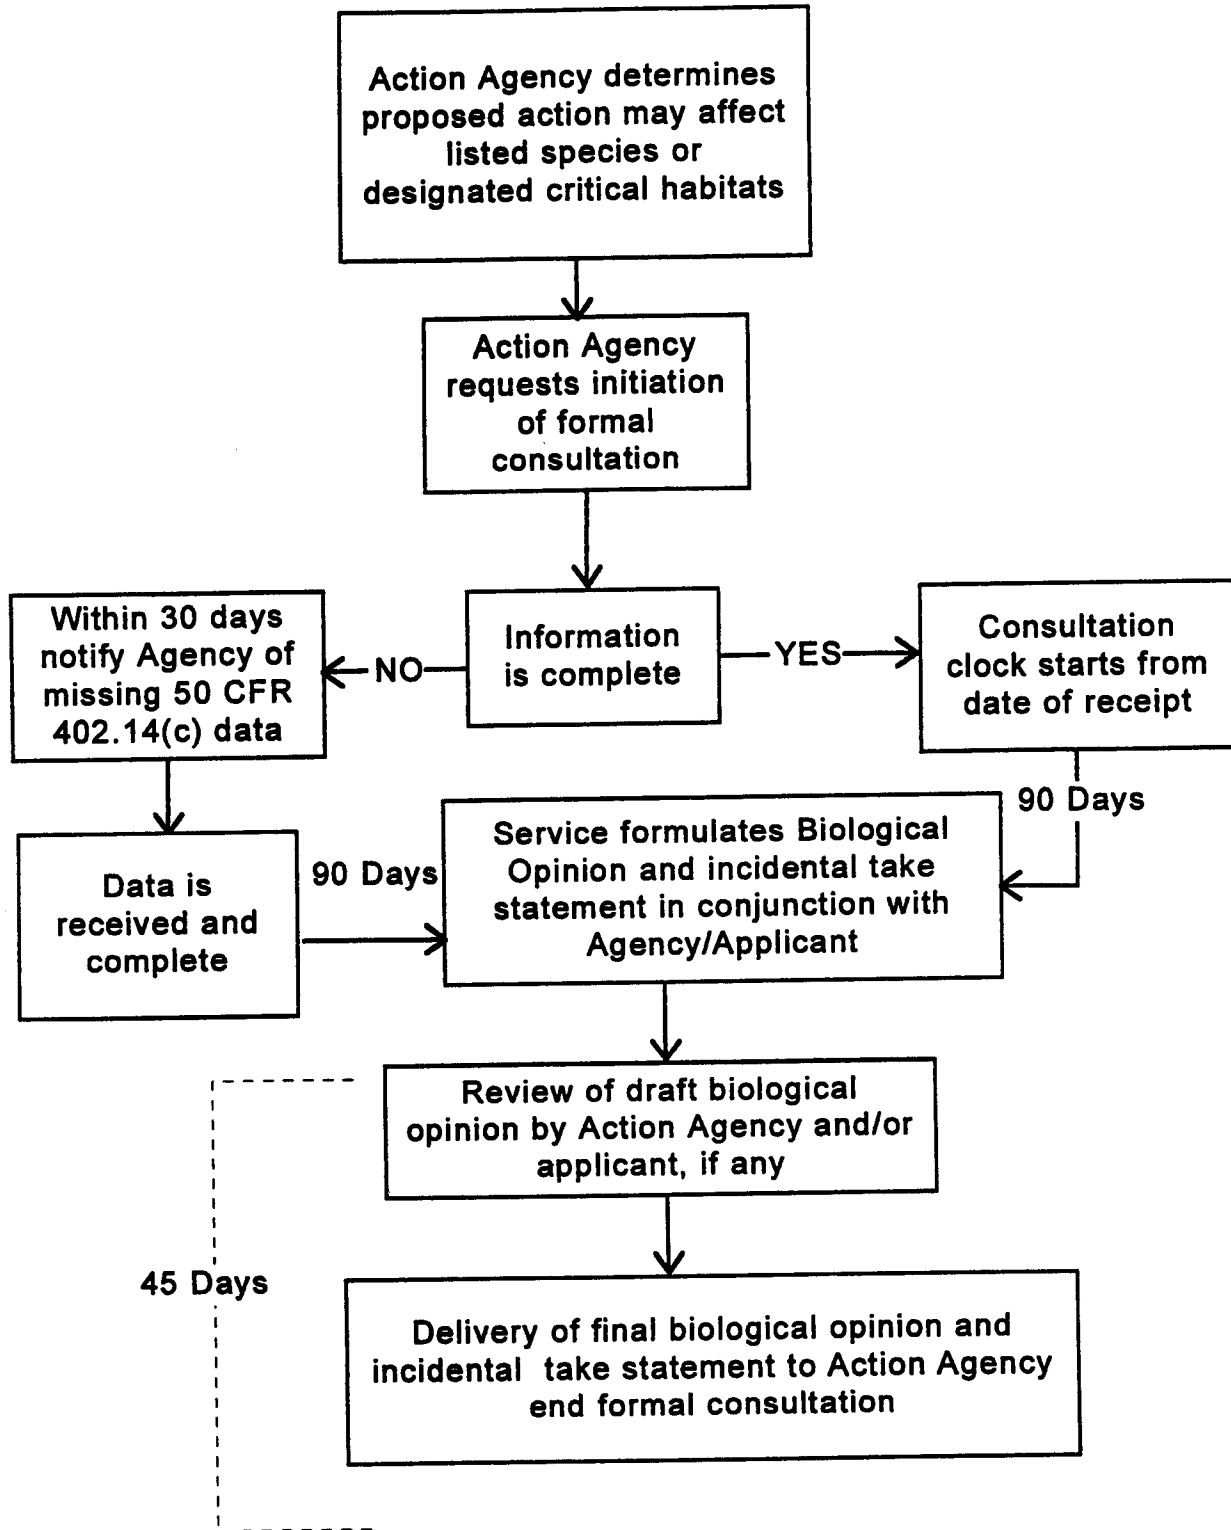 Action Agency determines
proposed action may affect
listed species or
designated critical habitats
Action Agency
requests initiation
of formal
consultation
Within 30 days
notify Agency of
missing 50 CFR
402.14(c) data
NO
Information
is complete
YES
Consultation
clock starts from
date of receipt
90 Days
Data is
received and
complete
90 Days
Service formulates Biological
Opinion and incidental take
statement in conjunction with
Agency/Applicant
Review of draft biological
opinion by Action Agency and/or
applicant, if any
45 Days
Delivery of final biological opinion and
incidental take statement to Action Agency
end formal consultation